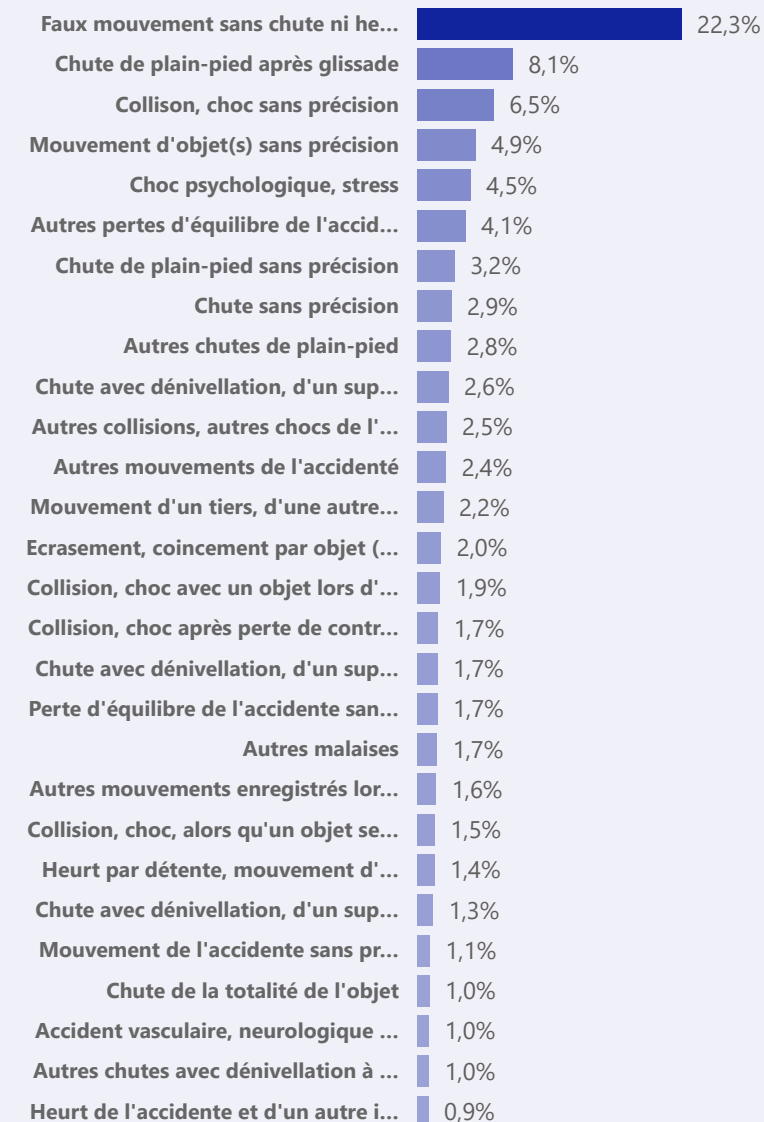 Faux mouvement sans chute ni he... 22,3%
Chute de plain-pied après glissade 8,1%
Collison, choc sans précision 6,5%
Mouvement d'objet(s) sans précision 4,9%
Choc psychologique, stress 4,5%
Autres pertes d'équilibre de l'accid... 4,1%
Chute de plain-pied sans précision 3,2%
Chute sans précision 2,9%
Autres chutes de plain-pied 2,8%
Chute avec dénivellation, d'un sup... 2,6%
Autres collisions, autres chocs de l'... 2,5%
Autres mouvements de l'accidenté 2,4%
Mouvement d'un tiers, d'une autre... 2,2%
Ecrasement, coincement par objet (... 2,0%
Collision, choc avec un objet lors d'... 1,9%
Collision, choc après perte de contr... 1,7%
Chute avec dénivellation, d'un sup... 1,7%
Perte d'équilibre de l'accidente san... 1,7%
Autres malaises 1,7%
Autres mouvements enregistrés lor... 1,6%
Collision, choc, alors qu'un objet se... 1,5%
Heurt par détente, mouvement d'... 1,4%
Chute avec dénivellation, d'un sup... 1,3%
Mouvement de l'accidente sans pr... 1,1%
Chute de la totalité de l'objet 1,0%
Accident vasculaire, neurologique ... 1,0%
Autres chutes avec dénivellation à ... 1,0%
Heurt de l'accidente et d'un autre i... 0,9%